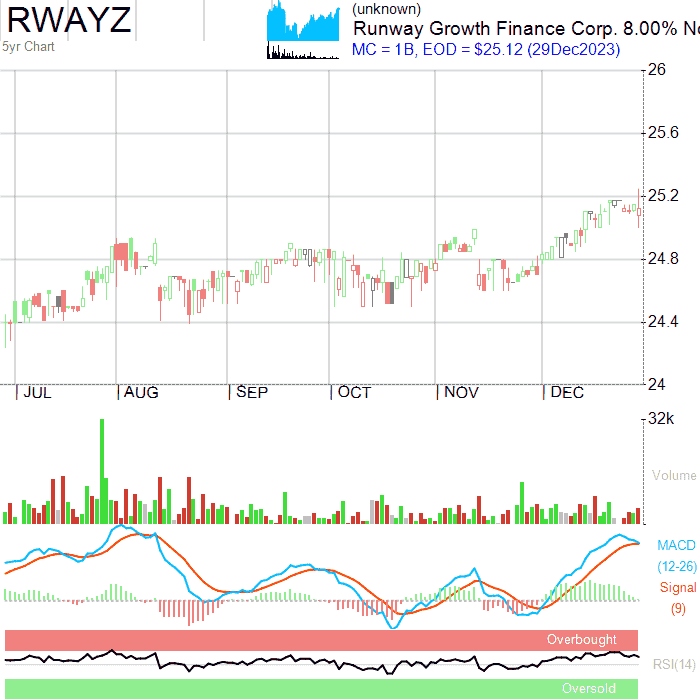 RWAYZ
5yr Chart
(unknown)
Runway Growth Finance Corp. 8.00% No
MC = 1B, EOD = $25.12 (29Dec2023)
26
25.6
25.2
24.8
24.4
24
JUL AUG SEP OCT NOV DEC
32k
Volume
MACD
(12-26)
Signal
(9)
Overbought
RSI(14)
Oversold